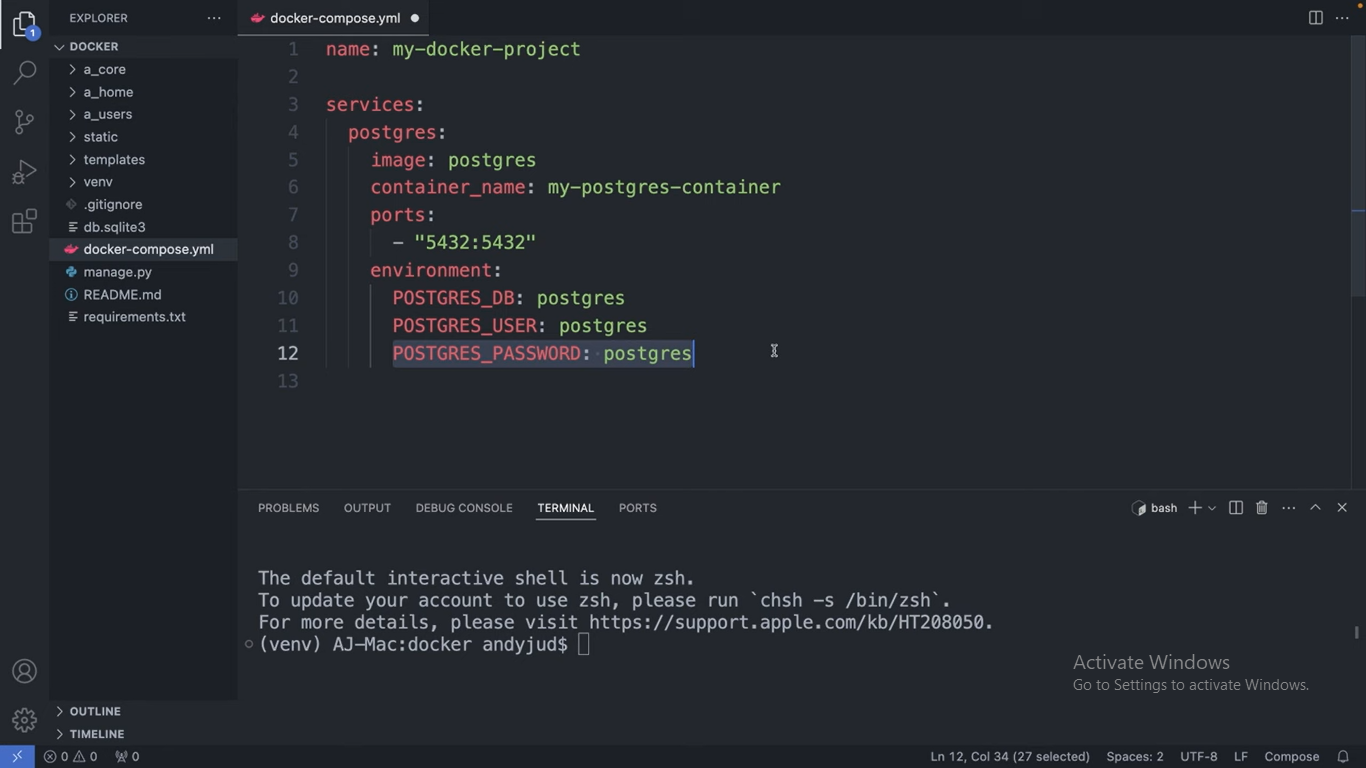 1
EXPLORER
DOCKER
a_core
a_home
a_users
static
templates
venv
.gitignore
db.sqlite3
docker-compose.yml
manage.py
README.md
requirements.txt
OUTLINE
TIMELINE
docker-compose.yml
1 name: my-docker-project
2
3 services:
4 postgres:
5 image: postgres
6 container_name: my-postgres-container
7 ports:
8 - "5432:5432"
9 environment:
10 POSTGRES_DB: postgres
11 POSTGRES_USER: postgres
12 POSTGRES_PASSWORD: postgres
13
PROBLEMS OUTPUT DEBUG CONSOLE TERMINAL PORTS bash
The default interactive shell is now zsh.
To update your account to use zsh, please run `chsh -s /bin/zsh`.
For more details, please visit https://support.apple.com/kb/HT208050.
(venv) AJ-Mac:docker andyjud$
Activate Windows
Go to Settings to activate Windows.
0 0 0 Ln 12, Col 34 (27 selected) Spaces: 2 UTF-8 LF Compose